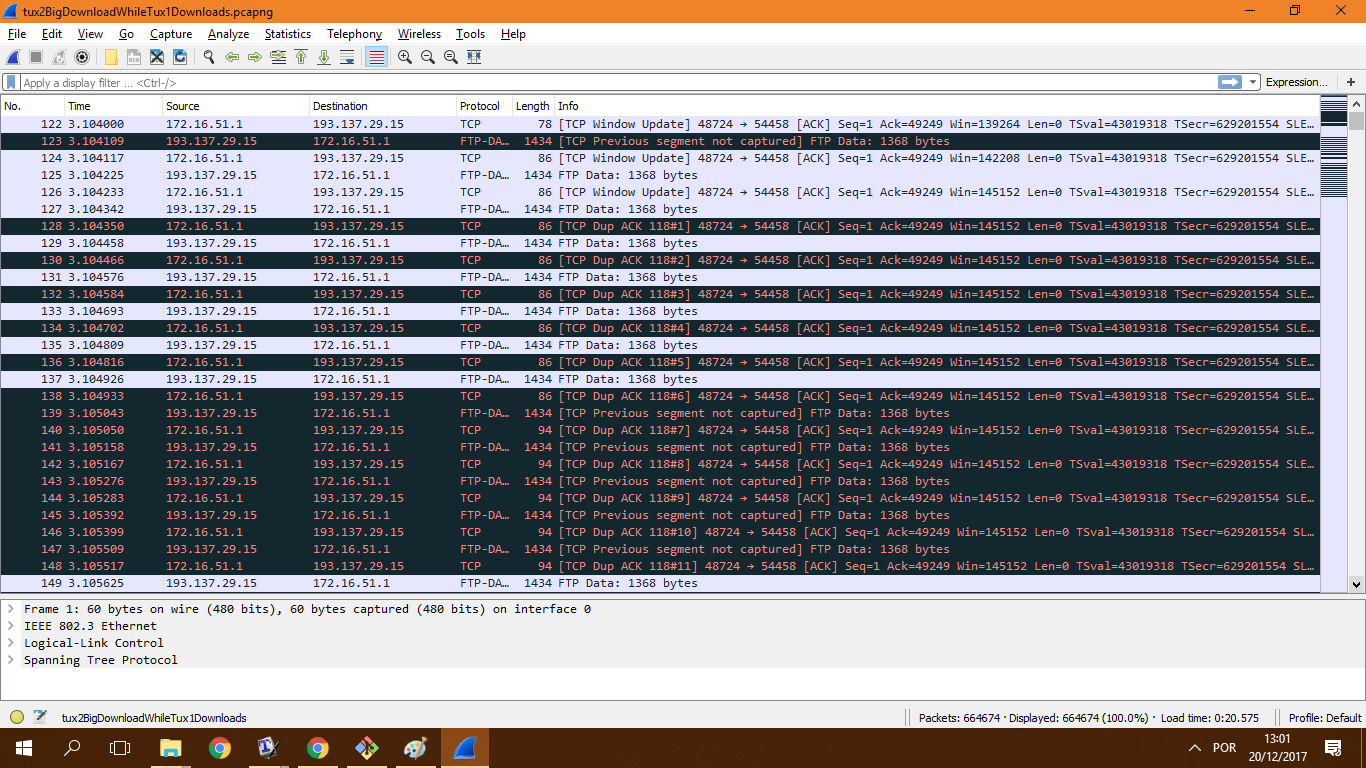 tux2BigDownloadWhileTux1Downloads.pcapng
File Edit View Go Capture Analyze Statistics Telephony Wireless Tools Help
Apply a display filter ... <Ctrl-/> Expression... +
No. Time Source Destination Protocol Length Info
122 3.104000 172.16.51.1 193.137.29.15 TCP 78 [TCP Window Update] 48724 → 54458 [ACK] Seq=1 Ack=49249 Win=139264 Len=0 TSval=43019318 TSecr=629201554 SLE…
123 3.104109 193.137.29.15 172.16.51.1 FTP-DA… 1434 [TCP Previous segment not captured] FTP Data: 1368 bytes
124 3.104117 172.16.51.1 193.137.29.15 TCP 86 [TCP Window Update] 48724 → 54458 [ACK] Seq=1 Ack=49249 Win=142208 Len=0 TSval=43019318 TSecr=629201554 SLE…
125 3.104225 193.137.29.15 172.16.51.1 FTP-DA… 1434 FTP Data: 1368 bytes
126 3.104233 172.16.51.1 193.137.29.15 TCP 86 [TCP Window Update] 48724 → 54458 [ACK] Seq=1 Ack=49249 Win=145152 Len=0 TSval=43019318 TSecr=629201554 SLE…
127 3.104342 193.137.29.15 172.16.51.1 FTP-DA… 1434 FTP Data: 1368 bytes
128 3.104350 172.16.51.1 193.137.29.15 TCP 86 [TCP Dup ACK 118#1] 48724 → 54458 [ACK] Seq=1 Ack=49249 Win=145152 Len=0 TSval=43019318 TSecr=629201554 SLE…
129 3.104458 193.137.29.15 172.16.51.1 FTP-DA… 1434 FTP Data: 1368 bytes
130 3.104466 172.16.51.1 193.137.29.15 TCP 86 [TCP Dup ACK 118#2] 48724 → 54458 [ACK] Seq=1 Ack=49249 Win=145152 Len=0 TSval=43019318 TSecr=629201554 SLE…
131 3.104576 193.137.29.15 172.16.51.1 FTP-DA… 1434 FTP Data: 1368 bytes
132 3.104584 172.16.51.1 193.137.29.15 TCP 86 [TCP Dup ACK 118#3] 48724 → 54458 [ACK] Seq=1 Ack=49249 Win=145152 Len=0 TSval=43019318 TSecr=629201554 SLE…
133 3.104693 193.137.29.15 172.16.51.1 FTP-DA… 1434 FTP Data: 1368 bytes
134 3.104702 172.16.51.1 193.137.29.15 TCP 86 [TCP Dup ACK 118#4] 48724 → 54458 [ACK] Seq=1 Ack=49249 Win=145152 Len=0 TSval=43019318 TSecr=629201554 SLE…
135 3.104809 193.137.29.15 172.16.51.1 FTP-DA… 1434 FTP Data: 1368 bytes
136 3.104816 172.16.51.1 193.137.29.15 TCP 86 [TCP Dup ACK 118#5] 48724 → 54458 [ACK] Seq=1 Ack=49249 Win=145152 Len=0 TSval=43019318 TSecr=629201554 SLE…
137 3.104926 193.137.29.15 172.16.51.1 FTP-DA… 1434 FTP Data: 1368 bytes
138 3.104933 172.16.51.1 193.137.29.15 TCP 86 [TCP Dup ACK 118#6] 48724 → 54458 [ACK] Seq=1 Ack=49249 Win=145152 Len=0 TSval=43019318 TSecr=629201554 SLE…
139 3.105043 193.137.29.15 172.16.51.1 FTP-DA… 1434 [TCP Previous segment not captured] FTP Data: 1368 bytes
140 3.105050 172.16.51.1 193.137.29.15 TCP 94 [TCP Dup ACK 118#7] 48724 → 54458 [ACK] Seq=1 Ack=49249 Win=145152 Len=0 TSval=43019318 TSecr=629201554 SLE…
141 3.105158 193.137.29.15 172.16.51.1 FTP-DA… 1434 [TCP Previous segment not captured] FTP Data: 1368 bytes
142 3.105167 172.16.51.1 193.137.29.15 TCP 94 [TCP Dup ACK 118#8] 48724 → 54458 [ACK] Seq=1 Ack=49249 Win=145152 Len=0 TSval=43019318 TSecr=629201554 SLE…
143 3.105276 193.137.29.15 172.16.51.1 FTP-DA… 1434 [TCP Previous segment not captured] FTP Data: 1368 bytes
144 3.105283 172.16.51.1 193.137.29.15 TCP 94 [TCP Dup ACK 118#9] 48724 → 54458 [ACK] Seq=1 Ack=49249 Win=145152 Len=0 TSval=43019318 TSecr=629201554 SLE…
145 3.105392 193.137.29.15 172.16.51.1 FTP-DA… 1434 [TCP Previous segment not captured] FTP Data: 1368 bytes
146 3.105399 172.16.51.1 193.137.29.15 TCP 94 [TCP Dup ACK 118#10] 48724 → 54458 [ACK] Seq=1 Ack=49249 Win=145152 Len=0 TSval=43019318 TSecr=629201554 SL…
147 3.105509 193.137.29.15 172.16.51.1 FTP-DA… 1434 [TCP Previous segment not captured] FTP Data: 1368 bytes
148 3.105517 172.16.51.1 193.137.29.15 TCP 94 [TCP Dup ACK 118#11] 48724 → 54458 [ACK] Seq=1 Ack=49249 Win=145152 Len=0 TSval=43019318 TSecr=629201554 SL…
149 3.105625 193.137.29.15 172.16.51.1 FTP-DA… 1434 FTP Data: 1368 bytes
Frame 1: 60 bytes on wire (480 bits), 60 bytes captured (480 bits) on interface 0
IEEE 802.3 Ethernet
Logical-Link Control
Spanning Tree Protocol
tux2BigDownloadWhileTux1Downloads Packets: 664674 · Displayed: 664674 (100.0%) · Load time: 0:20.575 Profile: Default
POR 13:01
20/12/2017